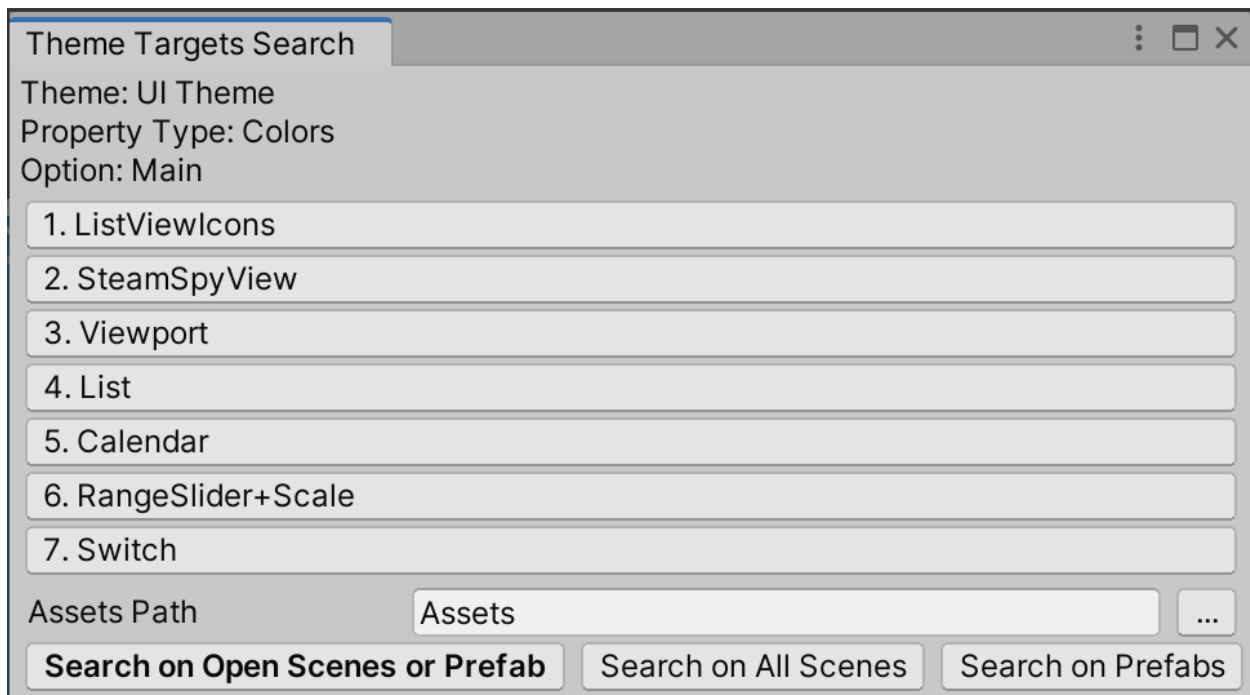 Theme Targets Search
Theme: UI Theme
Property Type: Colors
Option: Main
1. ListViewIcons
2. SteamSpyView
3. Viewport
4. List
5. Calendar
6. RangeSlider+Scale
7. Switch
Assets Path Assets ...
Search on Open Scenes or Prefab Search on All Scenes Search on Prefabs